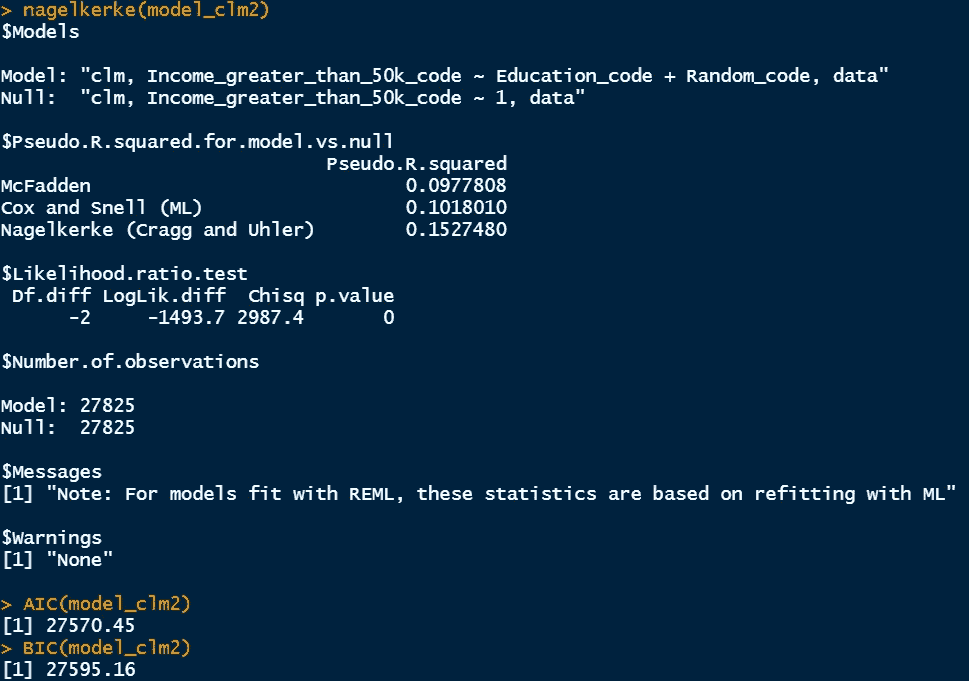 > nagelkerke(model_clm2)
$Models
Model: "clm, Income_greater_than_50k_code ~ Education_code + Random_code, data"
Null:  "clm, Income_greater_than_50k_code ~ 1, data"
$Pseudo.R.squared.for.model.vs.null
                             Pseudo.R.squared
McFadden                            0.0977808
Cox and Snell (ML)                  0.1018010
Nagelkerke (Cragg and Uhler)        0.1527480
$Likelihood.ratio.test
 Df.diff LogLik.diff  Chisq p.value
      -2     -1493.7 2987.4       0
$Number.of.observations
Model: 27825
Null:  27825
$Messages
[1] "Note: For models fit with REML, these statistics are based on refitting with ML"
$Warnings
[1] "None"
> AIC(model_clm2)
[1] 27570.45
> BIC(model_clm2)
[1] 27595.16